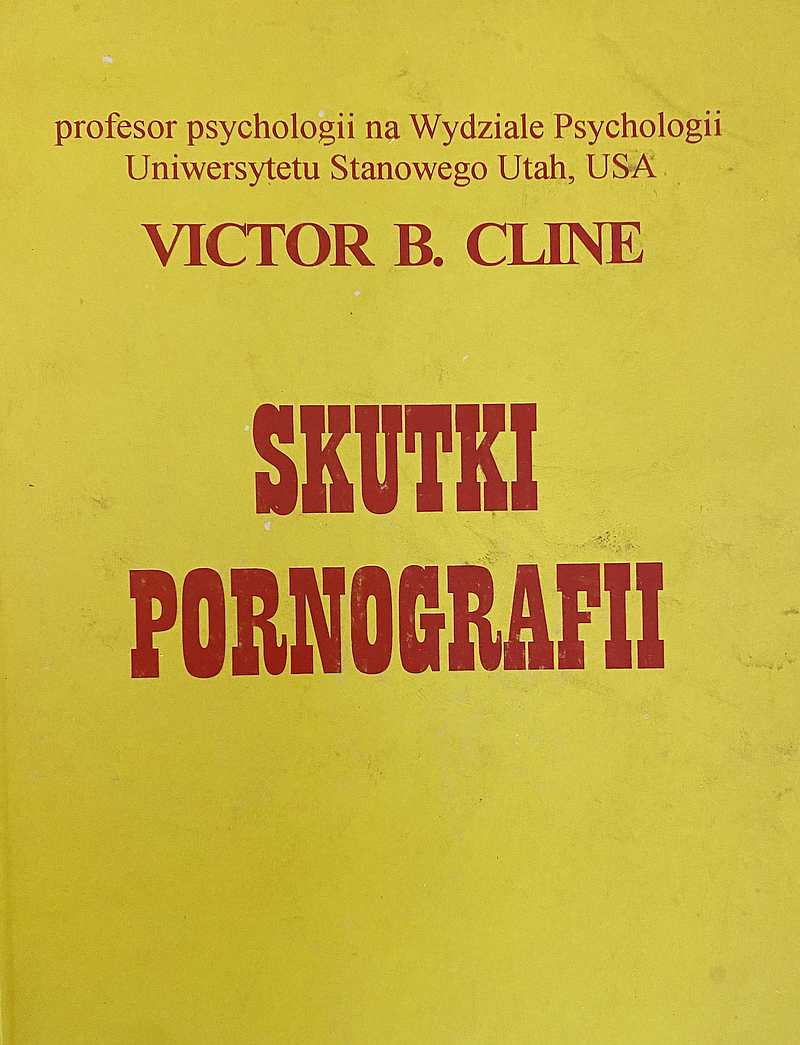 profesor psychologii na Wydziale Psychologii
Uniwersytetu Stanowego Utah, USA
VICTOR B. CLINE
SKUTKI
PORNOGRAFII